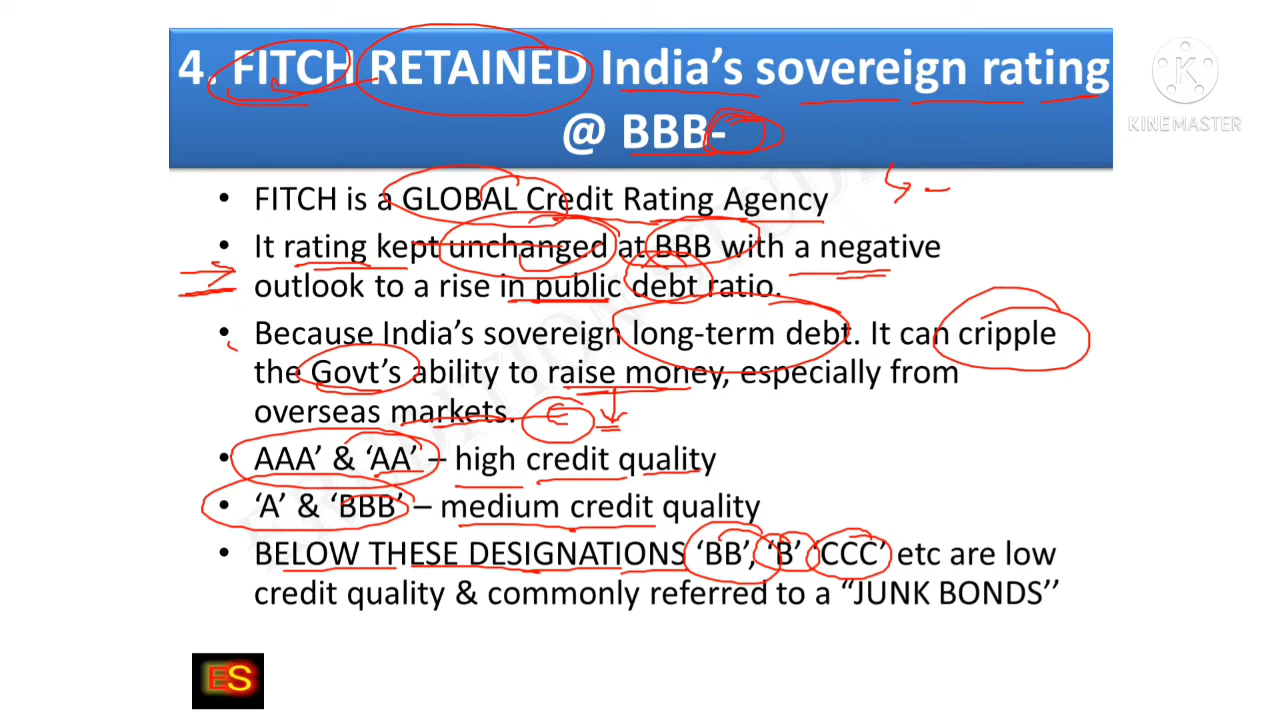 4. FITCH RETAINED India's sovereign rating
@ BBB-
KINEMASTER
• FITCH is a GLOBAL Credit Rating Agency
• It rating kept unchanged at BBB with a negative
outlook to a rise in public debt ratio.
• Because India's sovereign long-term debt. It can cripple
the Govt's ability to raise money, especially from
overseas markets.
• AAA' & 'AA' – high credit quality
• 'A' & 'BBB' – medium credit quality
• BELOW THESE DESIGNATIONS 'BB', 'B' 'CCC' etc are low
credit quality & commonly referred to a "JUNK BONDS''
ES